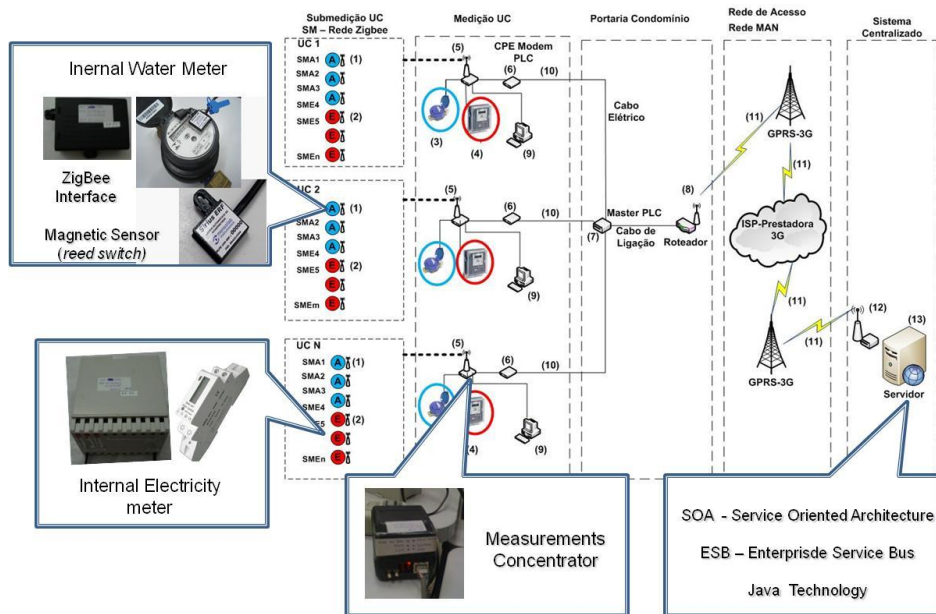 Submedição UC
SM – Rede Zigbee
Medição UC
Portaria Condomínio
Rede de Acesso
Rede MAN
Sistema
Centralizado
UC 1
SMA1
(1)
SMA2
SMA3
SME4
SME5
(2)
SMEn
(5)
CPE Modem
PLC
(6)
(10)
(3)
(4)
(9)
UC 2
(1)
SMA2
SMA3
SME4
SME5
(2)
SMEm
(5)
(6)
(10)
(9)
UC N
SMA1
(1)
SMA2
SMA3
SME4
E5
(2)
SMEn
(5)
(6)
(10)
(4)
(9)
A
A
A
E
E
E
A
A
A
E
E
E
A
A
A
E
E
E
Cabo
Elétrico
(7)
Master PLC
Cabo de
Ligação
(8)
Roteador
(11)
GPRS-3G
(11)
ISP-Prestadora
3G
(11)
GPRS-3G
(11)
(12)
(13)
Servidor
Inernal Water Meter
ZigBee
Interface
Magnetic Sensor
(reed switch)
Internal Electricity
meter
Measurements
Concentrator
SOA - Service Oriented Architecture
ESB – Enterprisde Service Bus
Java Technology